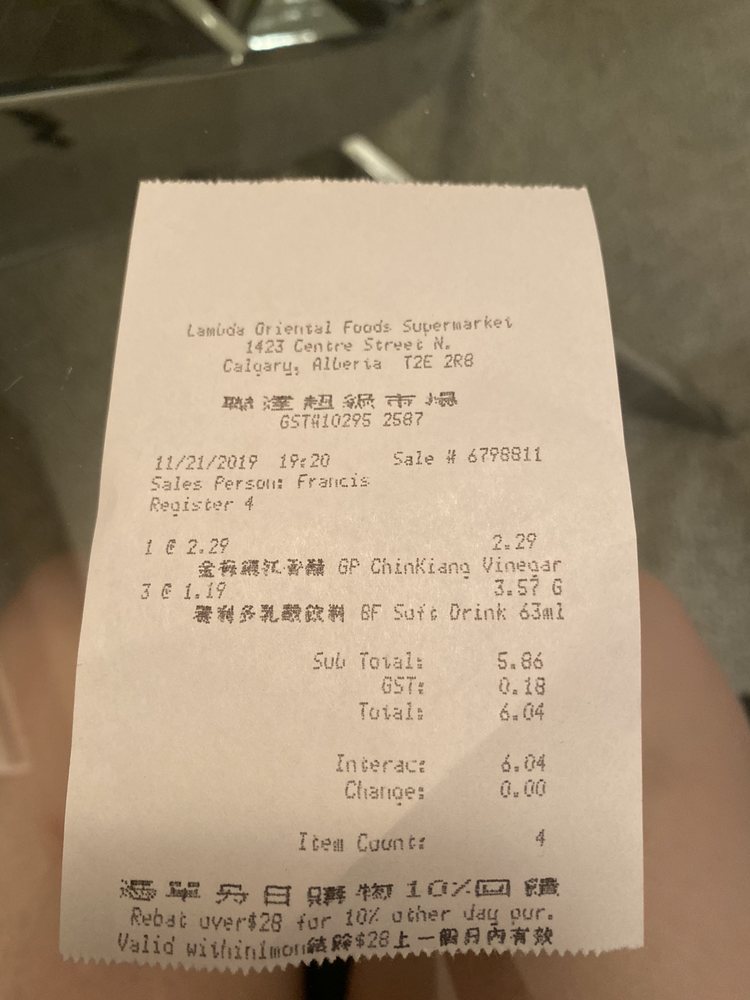 Lambda Oriental Foods Supermarket
1423 Centre Street N.
Calgary, Alberta T2E 2R8
聯達超級市場
GST#10295 2587
11/21/2019 19:20 Sale # 6798811
Sales Person: Francis
Register 4
1 @ 2.29 2.29
金梅鎮江香醋 GP ChinKiang Vinegar
3 @ 1.19 3.57 G
利多乳酸飲料 BF Soft Drink 63ml
Sub Total: 5.86
GST: 0.18
Total: 6.04
Interac: 6.04
Change: 0.00
Item Count: 4
憑單另日購物10%回饋
Rebat over$28 for 10% other day pur.
Valid within1mon結餘$28上一個月內有效